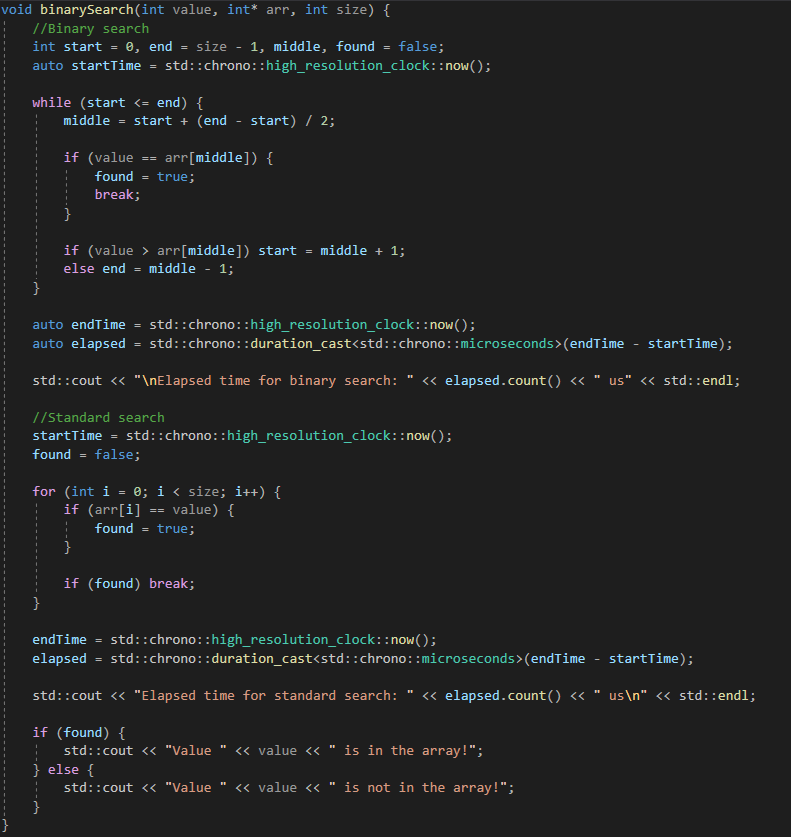 void binarySearch(int value, int* arr, int size) {
    //Binary search
    int start = 0, end = size - 1, middle, found = false;
    auto startTime = std::chrono::high_resolution_clock::now();

    while (start <= end) {
        middle = start + (end - start) / 2;

        if (value == arr[middle]) {
            found = true;
            break;
        }

        if (value > arr[middle]) start = middle + 1;
        else end = middle - 1;
    }

    auto endTime = std::chrono::high_resolution_clock::now();
    auto elapsed = std::chrono::duration_cast<std::chrono::microseconds>(endTime - startTime);

    std::cout << "\nElapsed time for binary search: " << elapsed.count() << " us" << std::endl;

    //Standard search
    startTime = std::chrono::high_resolution_clock::now();
    found = false;

    for (int i = 0; i < size; i++) {
        if (arr[i] == value) {
            found = true;
        }

        if (found) break;
    }

    endTime = std::chrono::high_resolution_clock::now();
    elapsed = std::chrono::duration_cast<std::chrono::microseconds>(endTime - startTime);

    std::cout << "Elapsed time for standard search: " << elapsed.count() << " us\n" << std::endl;

    if (found) {
        std::cout << "Value " << value << " is in the array!";
    } else {
        std::cout << "Value " << value << " is not in the array!";
    }
}